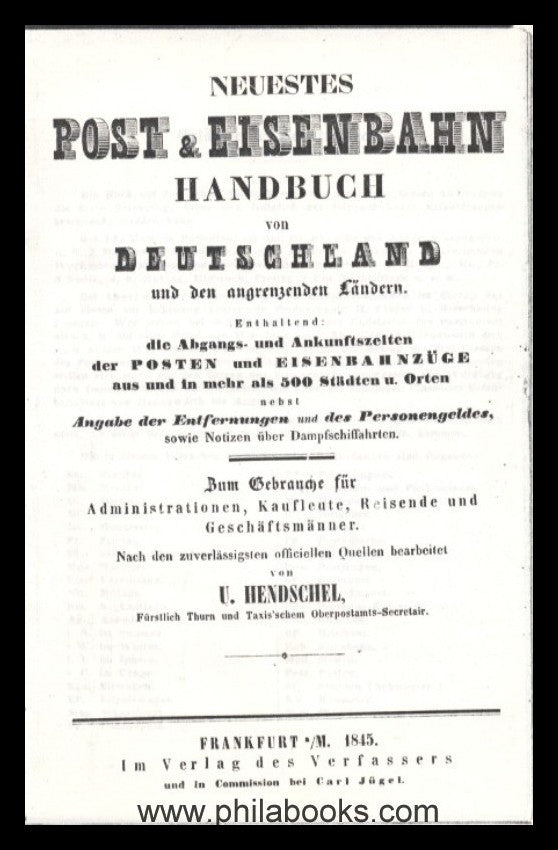 NEUESTES
POST & EISENBAHN
HANDBUCH
von
DEUTSCHLAND
und den angrenzenden Ländern.
Enthaltend:
die Abgangs- und Ankunftszeiten
der POSTEN und EISENBAHNZÜGE
aus und in mehr als 500 Städten u. Orten
nebst
Angabe der Entfernungen und des Personengeldes,
sowie Notizen über Dampfschiffahrten.
Zum Gebrauche für
Administrationen, Kaufleute, Reisende und
Geschäftsmänner.
Nach den zuverlässigsten officiellen Quellen bearbeitet
von
U. HENDSCHEL,
Fürstlich Thurn und Taxis'schem Oberpostamts-Secretair.
FRANKFURT a/M. 1845.
Im Verlag des Verfassers
und in Commission bei Carl Jügel.
www.philabooks.com